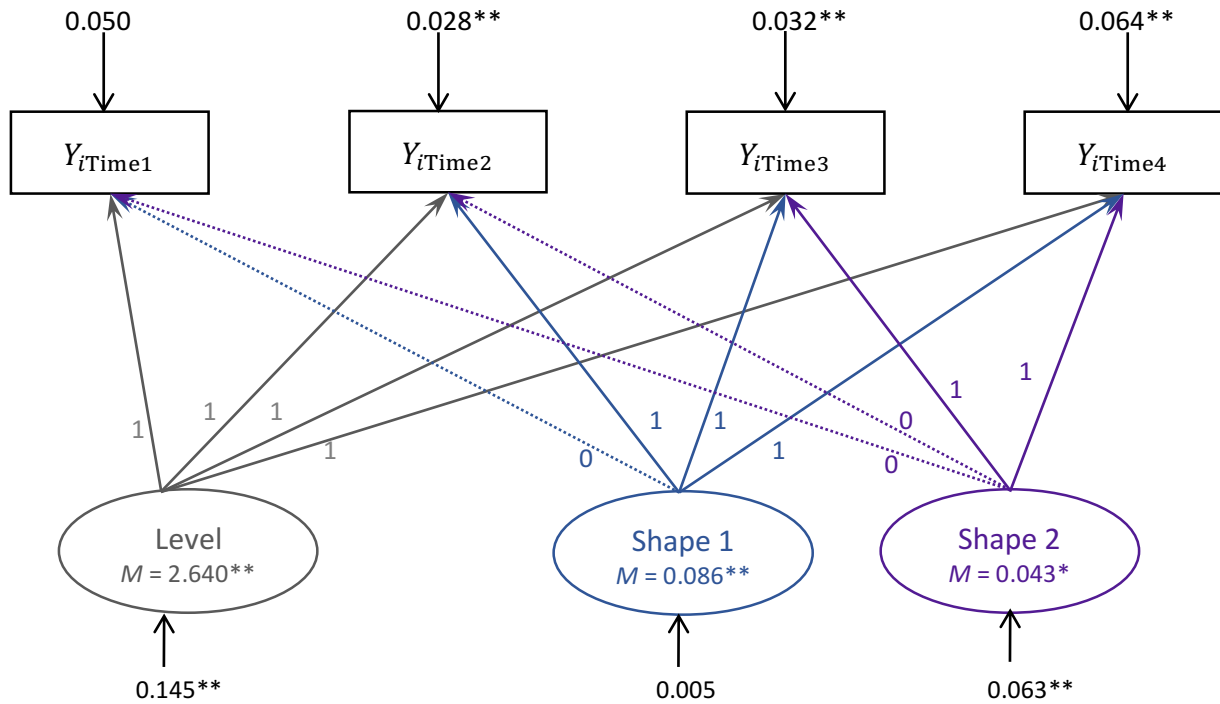 0.050 0.028** 0.032** 0.064**
YiTime1 YiTime2 YiTime3 YiTime4
1 1 1 1 0 1 1 1 0 0 1 1
Level Shape 1 Shape 2
M = 2.640** M = 0.086** M = 0.043*
0.145** 0.005 0.063**